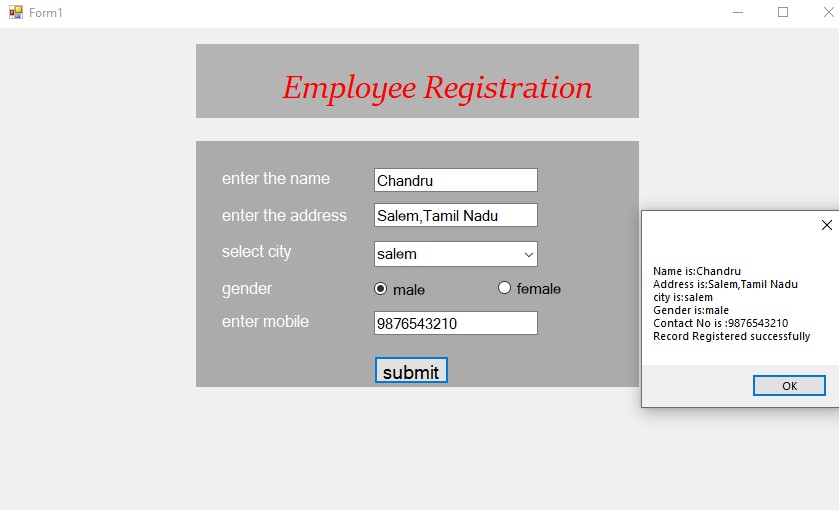 Form1
Employee Registration
enter the name Chandru
enter the address Salem,Tamil Nadu
select city salem
gender male female
enter mobile 9876543210
submit
Name is:Chandru
Address is:Salem,Tamil Nadu
city is:salem
Gender is:male
Contact No is :9876543210
Record Registered successfully
OK